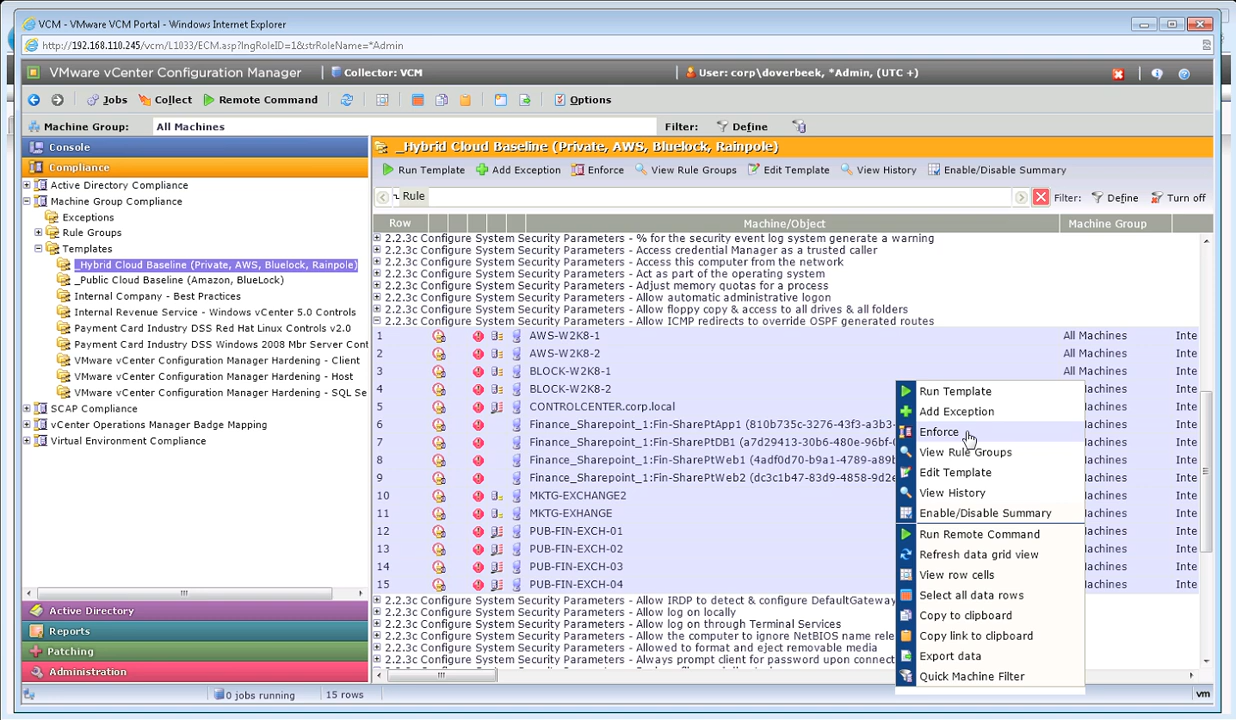 VCM - VMware VCM Portal - Windows Internet Explorer
http://192.168.110.245/vcm/L1033/ECM.asp?lngRoleID=1&strRoleName=*Admin
VMware vCenter Configuration Manager
Collector: VCM
User: corp\doverbeek, *Admin, (UTC +)
Jobs
Collect
Remote Command
Options
Machine Group:
All Machines
Filter:
Define
Console
Compliance
Active Directory Compliance
Machine Group Compliance
Exceptions
Rule Groups
Templates
_Hybrid Cloud Baseline (Private, AWS, Bluelock, Rainpole)
_Public Cloud Baseline (Amazon, BlueLock)
Internal Company - Best Practices
Internal Revenue Service - Windows vCenter 5.0 Controls
Payment Card Industry DSS Red Hat Linux Controls v2.0
Payment Card Industry DSS Windows 2008 Mbr Server Cont
VMware vCenter Configuration Manager Hardening - Client
VMware vCenter Configuration Manager Hardening - Host
VMware vCenter Configuration Manager Hardening - SQL Se
SCAP Compliance
vCenter Operations Manager Badge Mapping
Virtual Environment Compliance
Active Directory
Reports
Patching
Administration
_Hybrid Cloud Baseline (Private, AWS, Bluelock, Rainpole)
Run Template
Add Exception
Enforce
View Rule Groups
Edit Template
View History
Enable/Disable Summary
Rule
Filter:
Define
Turn off
Row
Machine/Object
Machine Group
2.2.3c Configure System Security Parameters - % for the security event log system generate a warning
2.2.3c Configure System Security Parameters - Access credential Manager as a trusted caller
2.2.3c Configure System Security Parameters - Access this computer from the network
2.2.3c Configure System Security Parameters - Act as part of the operating system
2.2.3c Configure System Security Parameters - Adjust memory quotas for a process
2.2.3c Configure System Security Parameters - Allow automatic administrative logon
2.2.3c Configure System Security Parameters - Allow floppy copy & access to all drives & all folders
2.2.3c Configure System Security Parameters - Allow ICMP redirects to override OSPF generated routes
1 AWS-W2K8-1 All Machines Inte
2 AWS-W2K8-2 All Machines Inte
3 BLOCK-W2K8-1 All Machines Inte
4 BLOCK-W2K8-2 Machines Inte
5 CONTROLCENTER.corp.local Machines Inte
6 Finance_Sharepoint_1:Fin-SharePtApp1 (810b735c-3276-43f3-a3b3- Machines Inte
7 Finance_Sharepoint_1:Fin-SharePtDB1 (a7d29413-30b6-480e-96bf- Machines Inte
8 Finance_Sharepoint_1:Fin-SharePtWeb1 (4adf0d70-b9a1-4789-a89b Machines Inte
9 Finance_Sharepoint_1:Fin-SharePtWeb2 (dc3c1b47-83d9-4858-9d2e Machines Inte
10 MKTG-EXCHANGE2 Machines Inte
11 MKTG-EXHANGE Machines Inte
12 PUB-FIN-EXCH-01 Machines Inte
13 PUB-FIN-EXCH-02 Machines Inte
14 PUB-FIN-EXCH-03 Machines Inte
15 PUB-FIN-EXCH-04 Machines Inte
2.2.3c Configure System Security Parameters - Allow IRDP to detect & configure DefaultGateway
2.2.3c Configure System Security Parameters - Allow log on locally
2.2.3c Configure System Security Parameters - Allow log on through Terminal Services
2.2.3c Configure System Security Parameters - Allow the computer to ignore NetBIOS name rele
2.2.3c Configure System Security Parameters - Allowed to format and eject removable media
2.2.3c Configure System Security Parameters - Always prompt client for password upon connect
Run Template
Add Exception
Enforce
View Rule Groups
Edit Template
View History
Enable/Disable Summary
Run Remote Command
Refresh data grid view
View row cells
Select all data rows
Copy to clipboard
Copy link to clipboard
Export data
Quick Machine Filter
0 jobs running
15 rows
vm